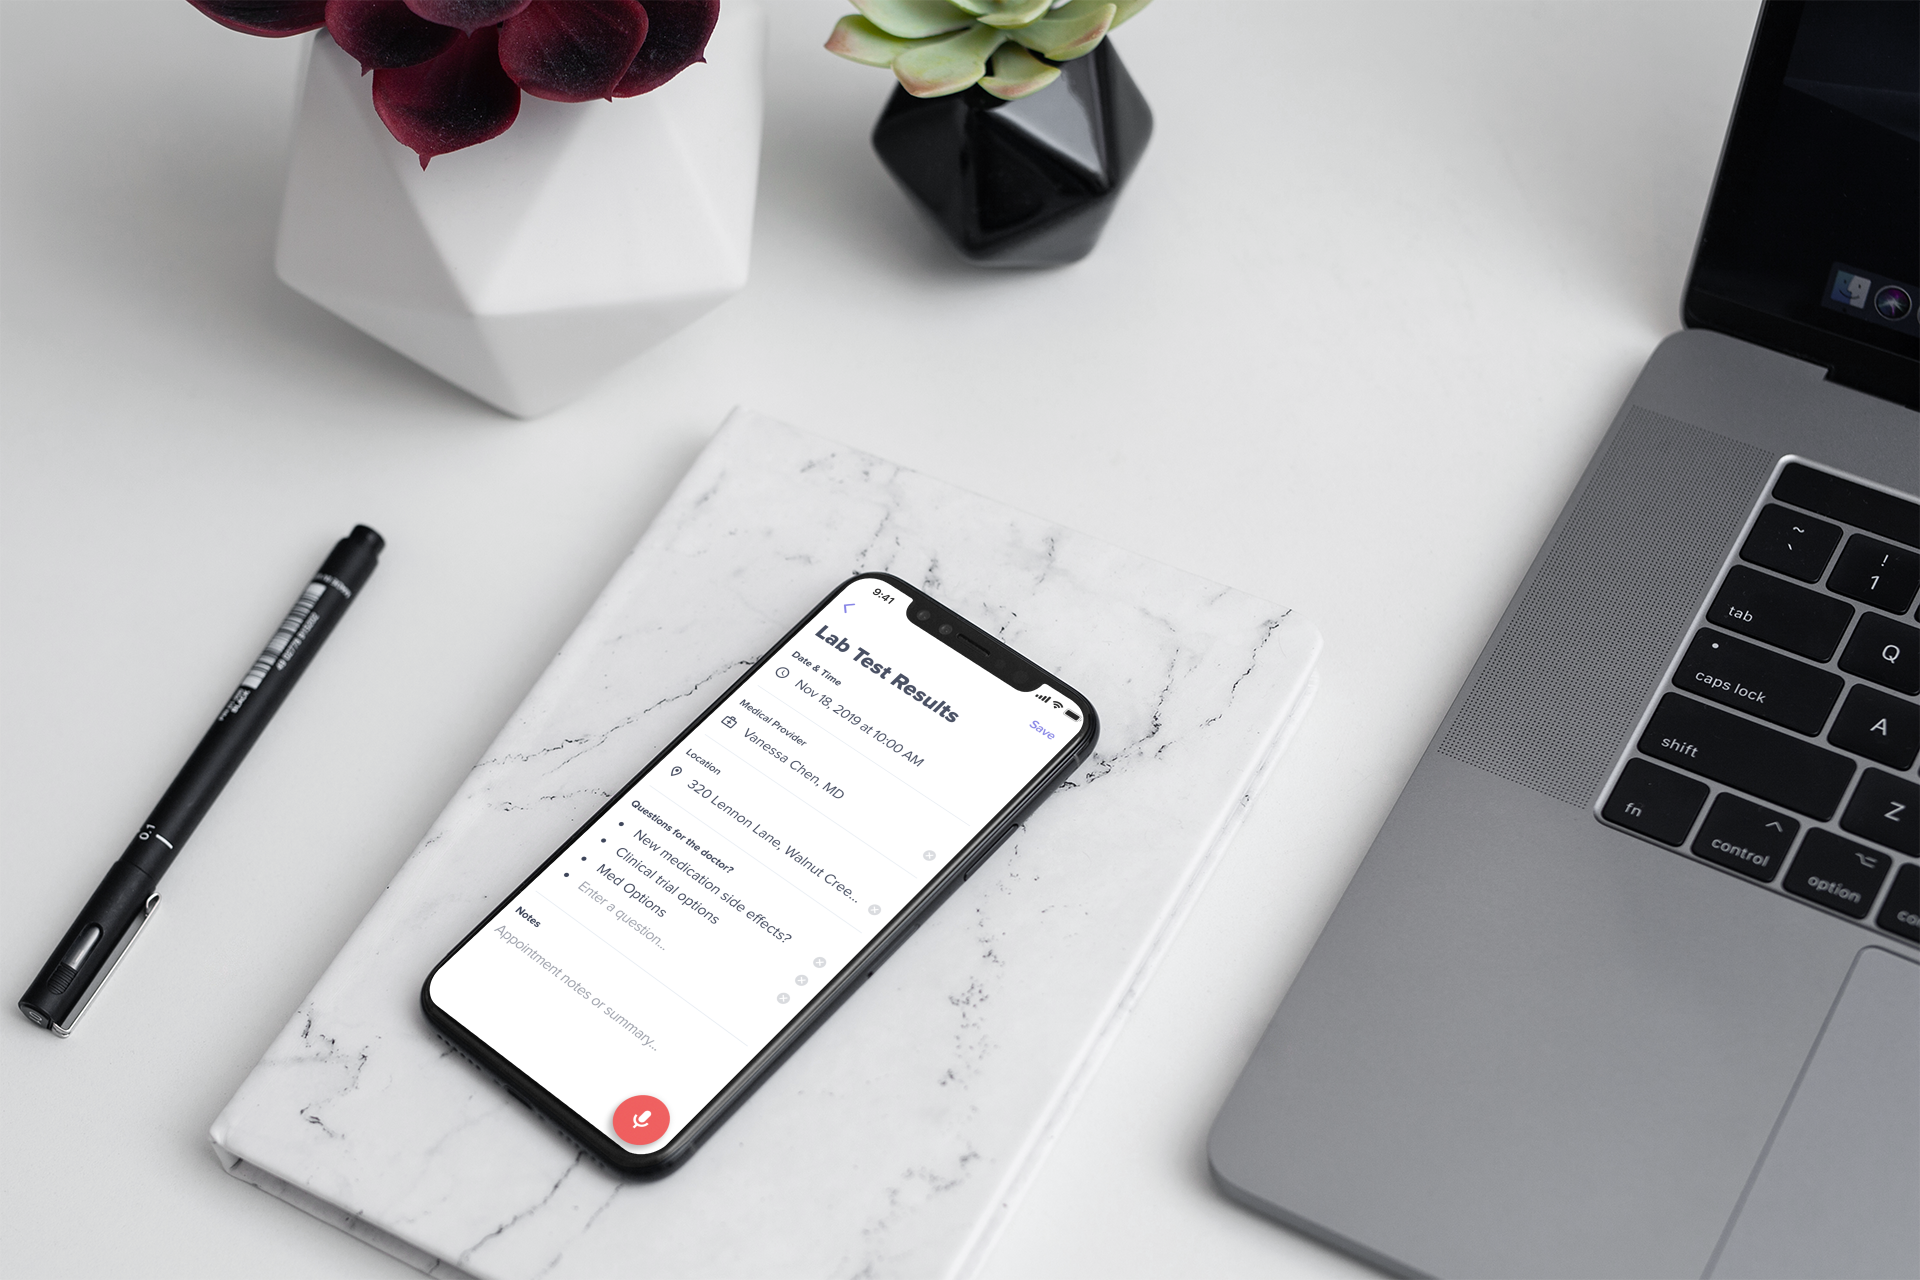 9:41
Lab Test Results
Save
Date & Time
Nov 18, 2019 at 10:00 AM
Medical Provider
Vanessa Chen, MD
Location
320 Lennon Lane, Walnut Cree...
Questions for the doctor?
New medication side effects?
Clinical trial options
Med Options
Enter a question...
Notes
Appointment notes or summary...
0.1
~
`
!
1
tab
Q
caps lock
A
shift
Z
fn
control
option